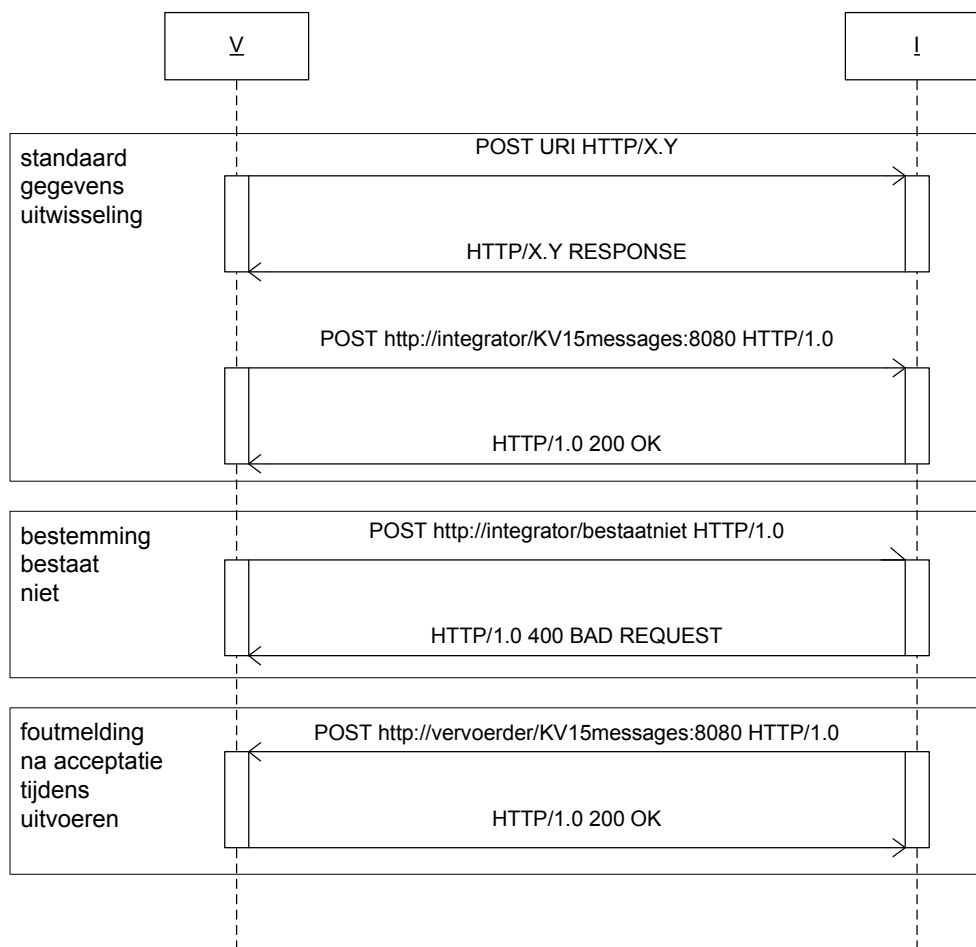 V
I
standaard
gegevens
uitwisseling
POST URI HTTP/X.Y
HTTP/X.Y RESPONSE
POST http://integrator/KV15messages:8080 HTTP/1.0
HTTP/1.0 200 OK
bestemming
bestaat
niet
POST http://integrator/bestaatniet HTTP/1.0
HTTP/1.0 400 BAD REQUEST
foutmelding
na acceptatie
tijdens
uitvoeren
POST http://vervoerder/KV15messages:8080 HTTP/1.0
HTTP/1.0 200 OK